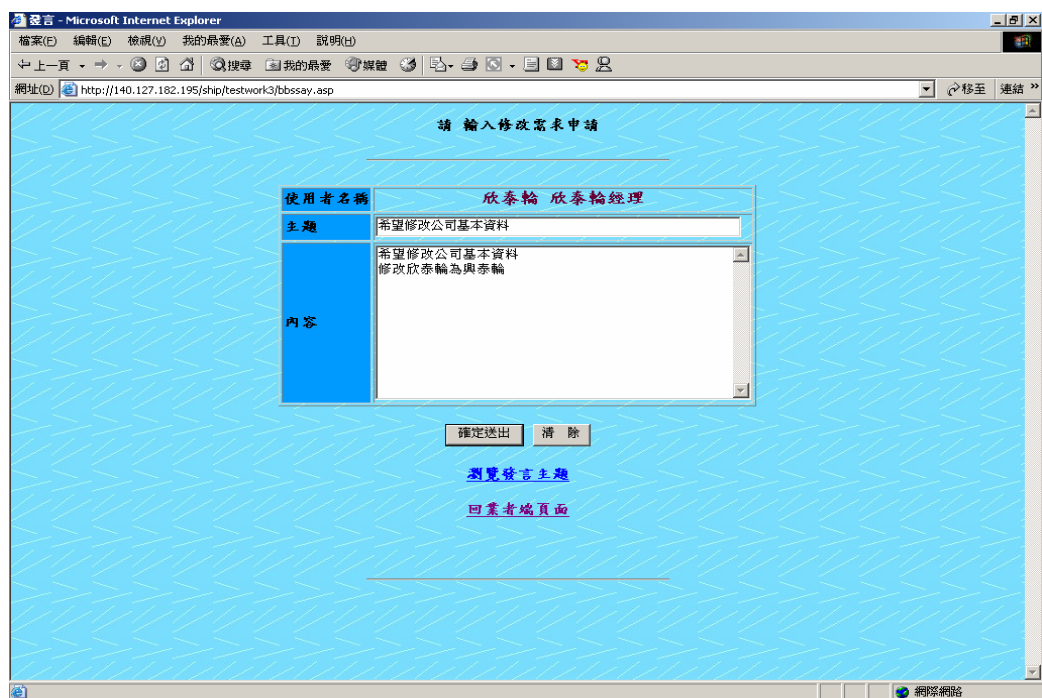 發言 - Microsoft Internet Explorer
檔案(F) 編輯(E) 檢視(V) 我的最愛(A) 工具(T) 說明(H)
上一頁 搜尋 我的最愛 媒體
網址(D) http://140.127.182.195/ship/testwork3/bbssay.asp 移至 連結 »
請 輸入修改需求申請
使用者名稱 欣泰輪 欣泰輪經理
主題 希望修改公司基本資料
希望修改公司基本資料
修改欣泰輪為興泰輪
內容
確定送出 清 除
瀏覽發言主題
回業者端頁面
網際網路